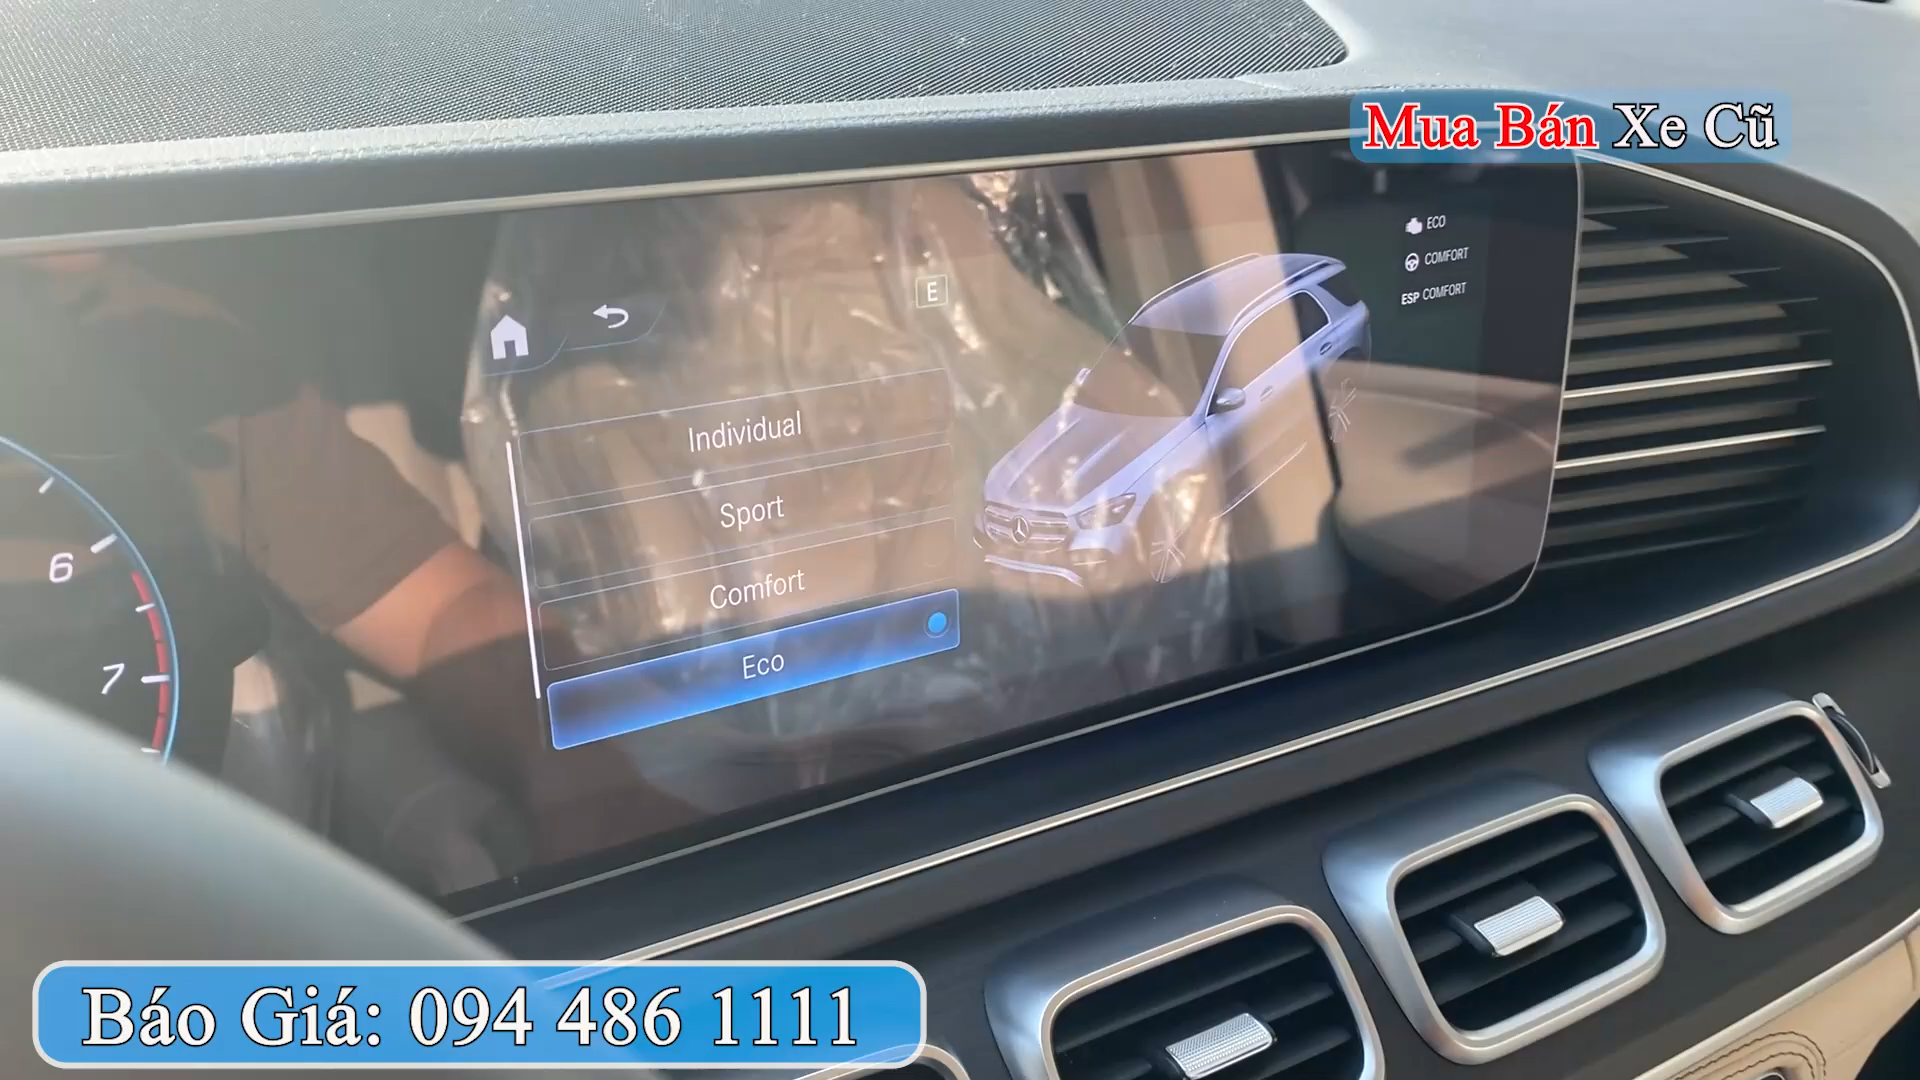 Mua Bán Xe Cũ
ECO
COMFORT
ESP COMFORT
E
Individual
Sport
Comfort
Eco
6
7
Báo Giá: 094 486 1111